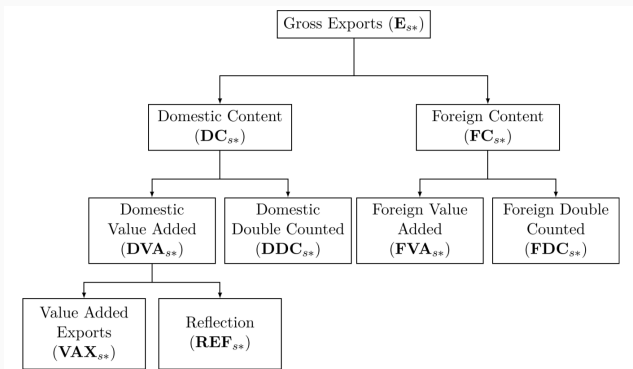 Gross Exports (E_{s*})
Domestic Content
(DC_{s*})
Foreign Content
(FC_{s*})
Domestic
Value Added
(DVA_{s*})
Domestic
Double Counted
(DDC_{s*})
Foreign Value
Added
(FVA_{s*})
Foreign Double
Counted
(FDC_{s*})
Value Added
Exports
(VAX_{s*})
Reflection
(REF_{s*})